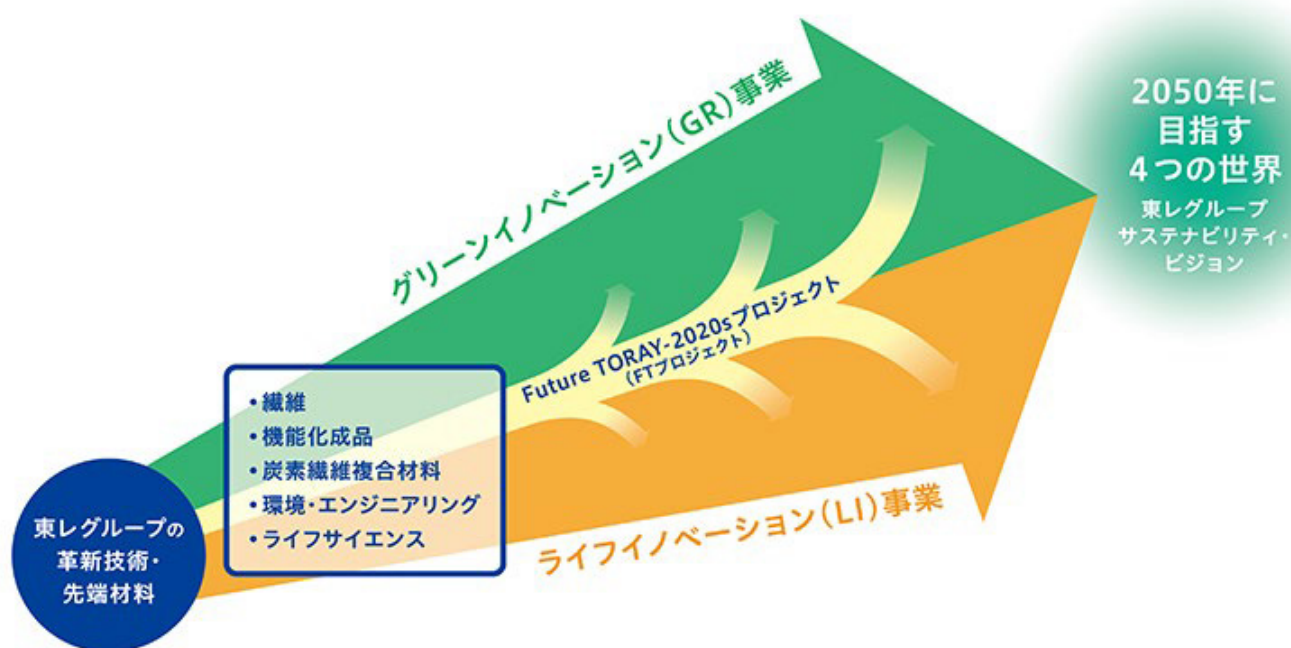 グリーンイノベーション(GR)事業
2050年に
目指す
4つの世界
東レグループ
サステナビリティ・
ビジョン
Future TORAY-2020sプロジェクト
(FTプロジェクト)
・繊維
・機能化成品
・炭素繊維複合材料
・環境・エンジニアリング
・ライフサイエンス
東レグループの
革新技術・
先端材料
ライフイノベーション(LI)事業